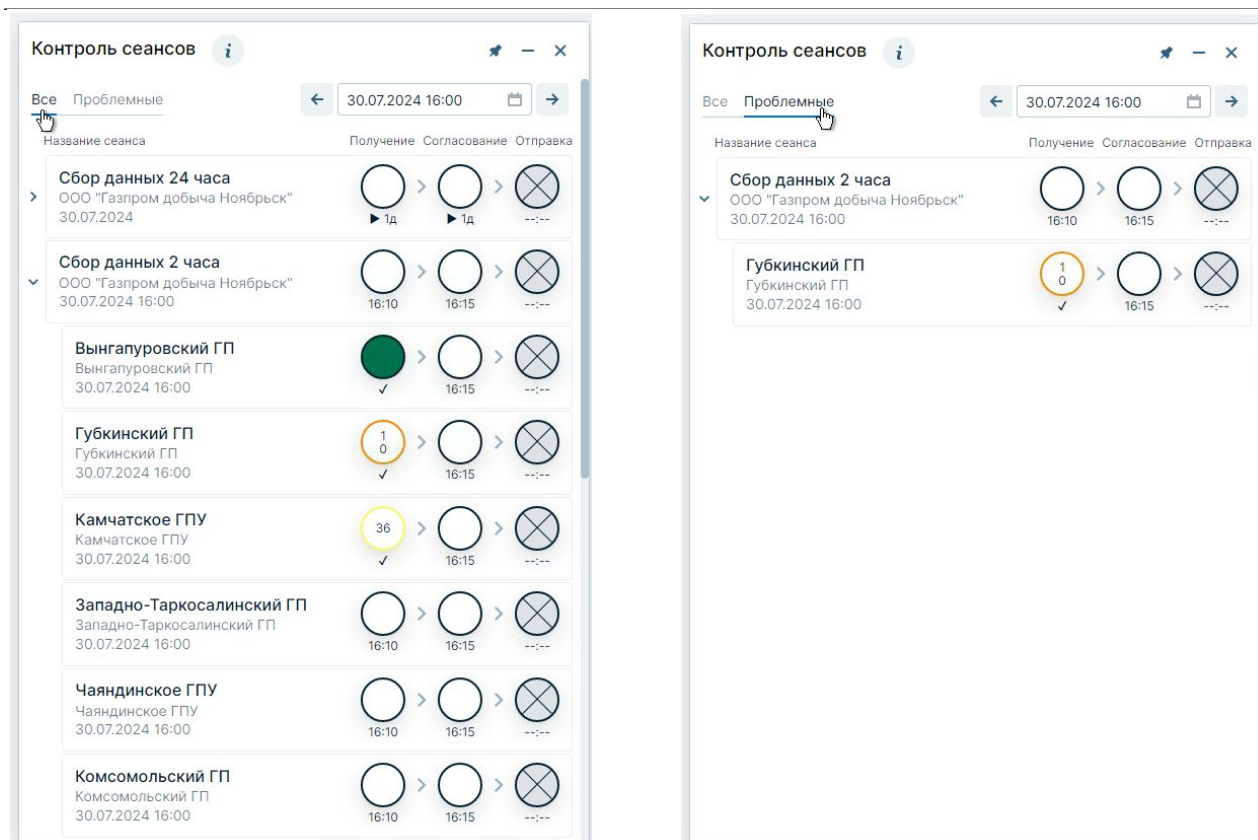 Контроль сеансов i
Все Проблемные
30.07.2024 16:00
Название сеанса Получение Согласование Отправка
Сбор данных 24 часа
ООО "Газпром добыча Ноябрьск"
30.07.2024
1д 1д --:--
Сбор данных 2 часа
ООО "Газпром добыча Ноябрьск"
30.07.2024 16:00
16:10 16:15 --:--
Вынгапуровский ГП
Вынгапуровский ГП
30.07.2024 16:00
✓ 16:15 --:--
Губкинский ГП
Губкинский ГП
30.07.2024 16:00
1
0
✓ 16:15 --:--
Камчатское ГПУ
Камчатское ГПУ
30.07.2024 16:00
36
✓ 16:15 --:--
Западно-Таркосалинский ГП
Западно-Таркосалинский ГП
30.07.2024 16:00
16:10 16:15 --:--
Чаяндинское ГПУ
Чаяндинское ГПУ
30.07.2024 16:00
16:10 16:15 --:--
Комсомольский ГП
Комсомольский ГП
30.07.2024 16:00
16:10 16:15 --:--
Контроль сеансов i
Все Проблемные
30.07.2024 16:00
Название сеанса Получение Согласование Отправка
Сбор данных 2 часа
ООО "Газпром добыча Ноябрьск"
30.07.2024 16:00
16:10 16:15 --:--
Губкинский ГП
Губкинский ГП
30.07.2024 16:00
1
0
✓ 16:15 --:--